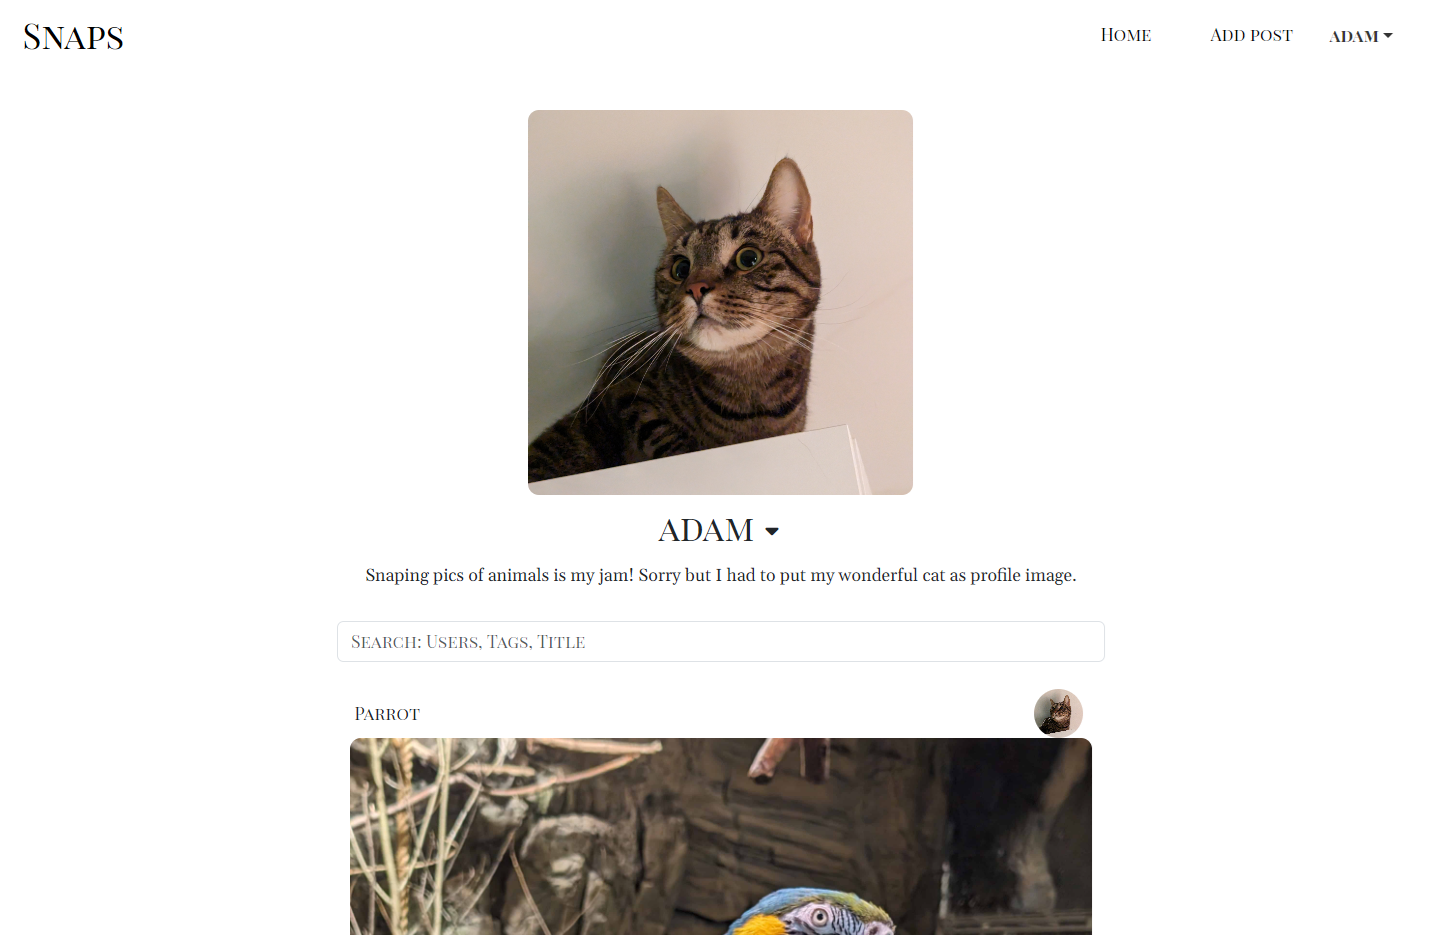 Snaps
Home
Add post
ADAM
ADAM
Snaping pics of animals is my jam! Sorry but I had to put my wonderful cat as profile image.
Search: Users, Tags, Title
Parrot